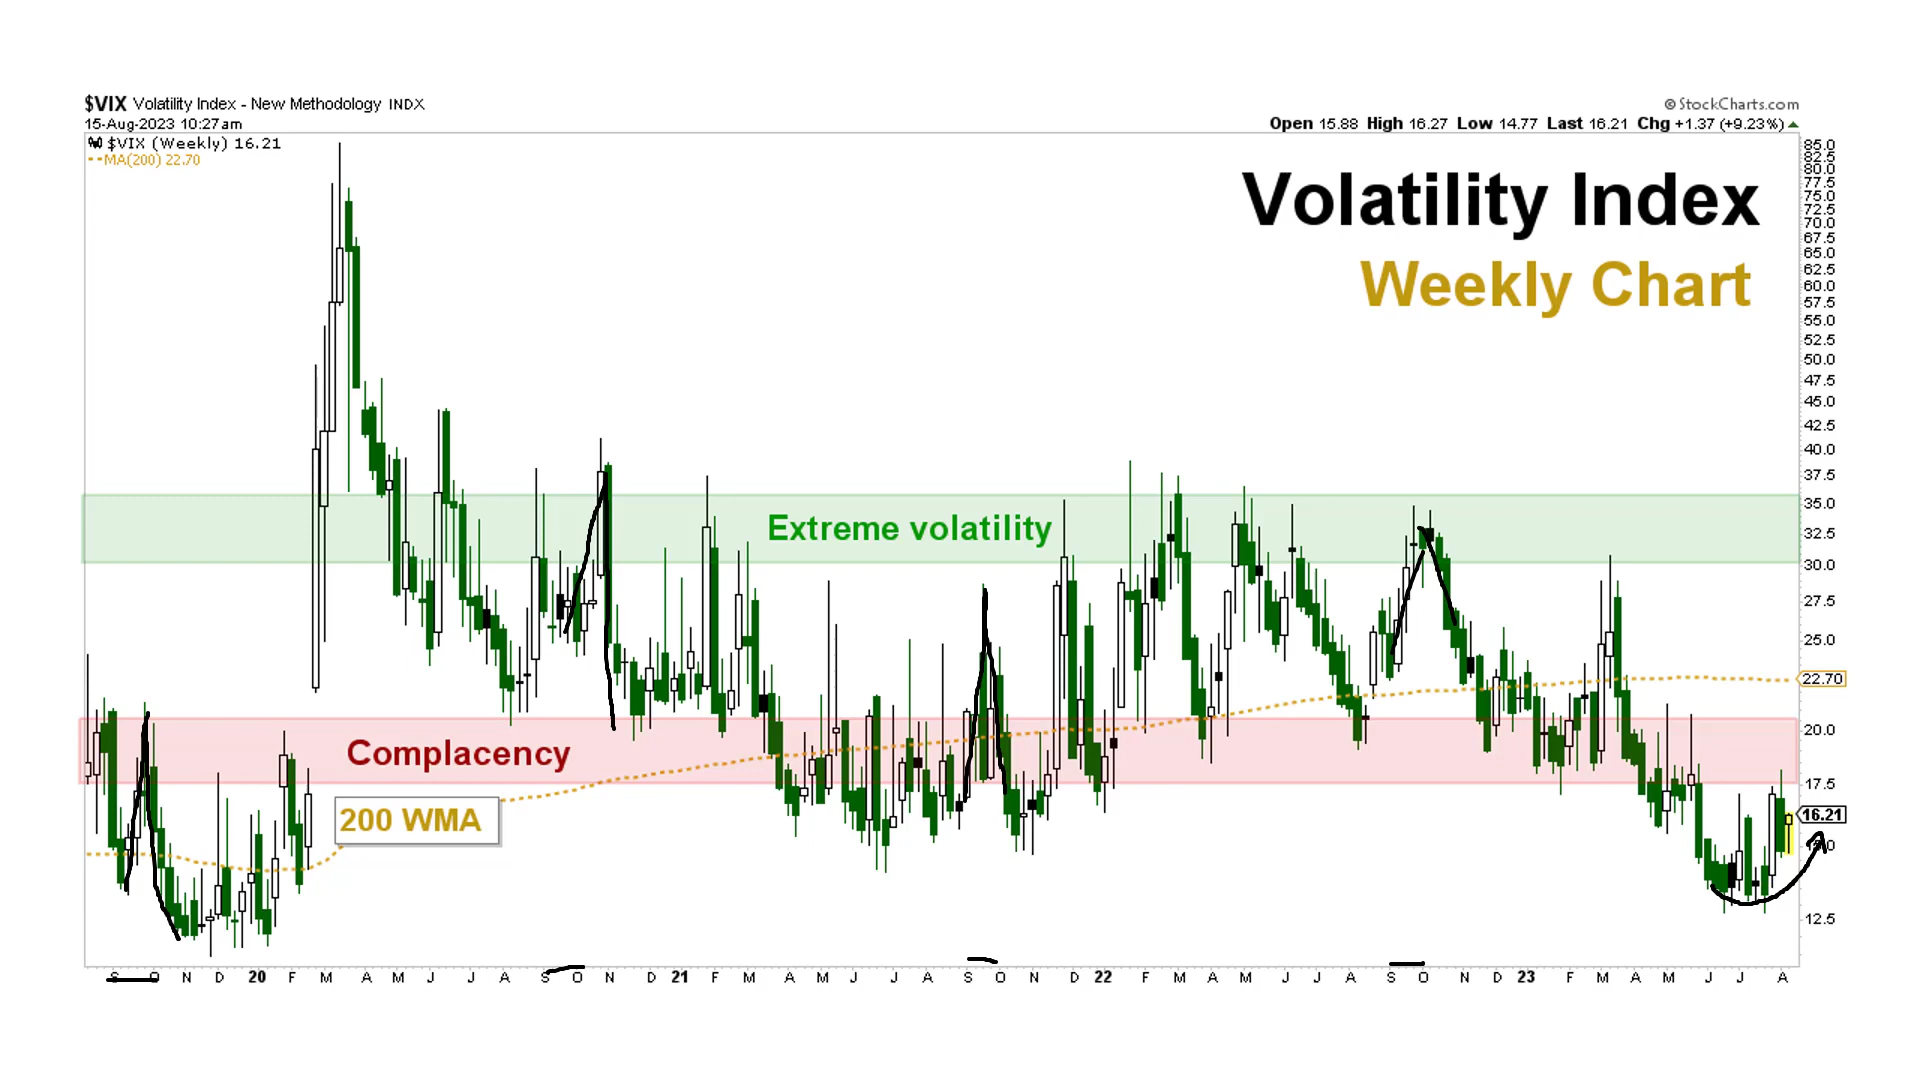 $VIX Volatility Index - New Methodology INDX
© StockCharts.com
15-Aug-2023 10:27am
Open 15.88 High 16.27 Low 14.77 Last 16.21 Chg +1.37 (+9.23%)
$VIX (Weekly) 16.21
MA(200) 22.70
Volatility Index
Weekly Chart
Extreme volatility
Complacency
200 WMA
85.0
82.5
80.0
77.5
75.0
72.5
70.0
67.5
65.0
62.5
60.0
57.5
55.0
52.5
50.0
47.5
45.0
42.5
40.0
37.5
35.0
32.5
30.0
27.5
25.0
22.70
20.0
17.5
16.21
12.5
S O N D 20 F M A M J J A S O N D 21 F M A M J J A S O N D 22 F M A M J J A S O N D 23 F M A M J J A